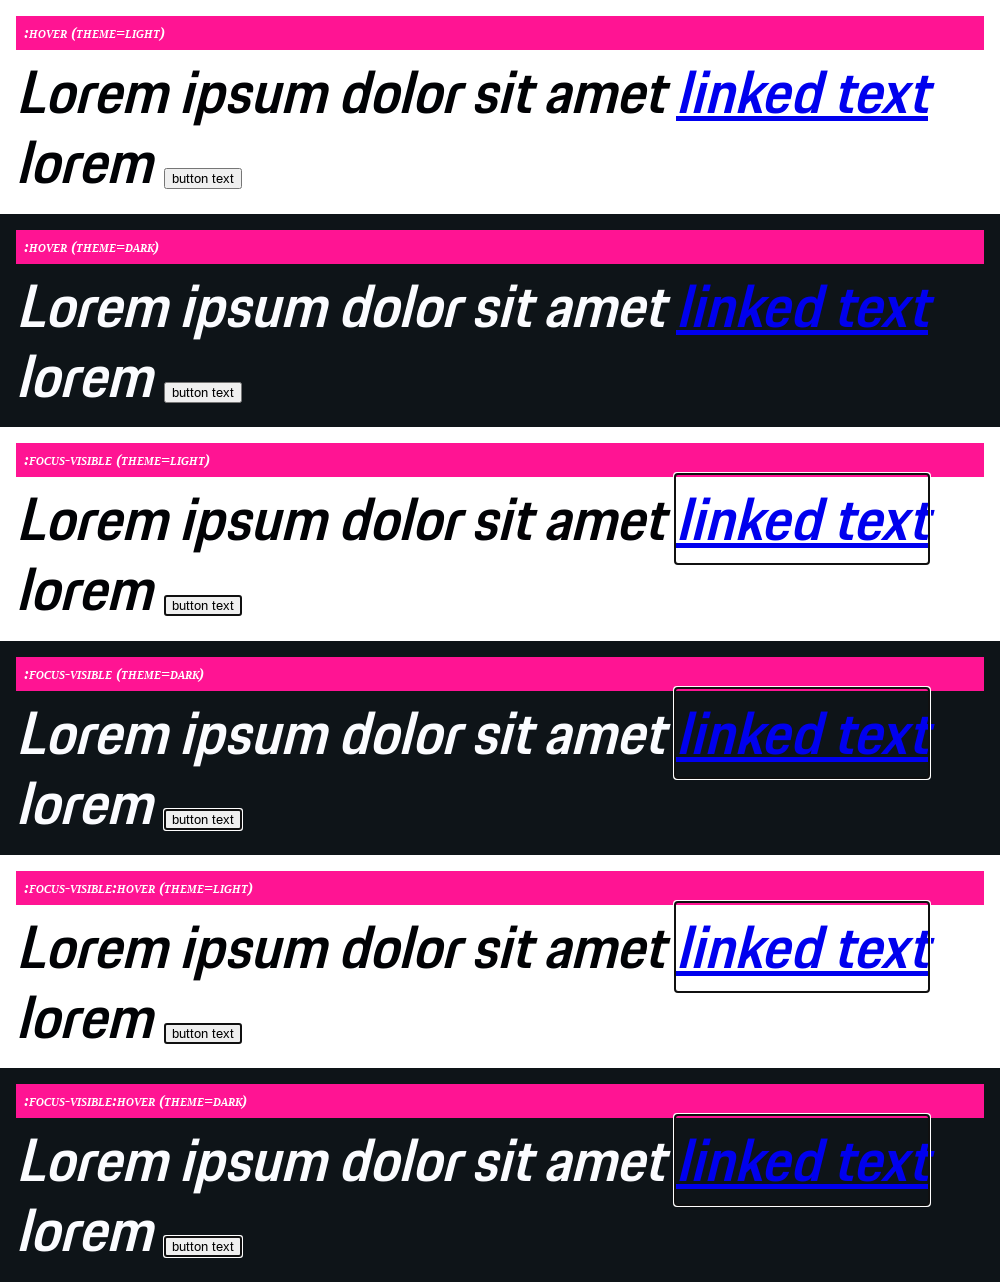 :hover (theme=light)
Lorem ipsum dolor sit amet linked text
lorem button text
:hover (theme=dark)
Lorem ipsum dolor sit amet linked text
lorem button text
:focus-visible (theme=light)
Lorem ipsum dolor sit amet linked text
lorem button text
:focus-visible (theme=dark)
Lorem ipsum dolor sit amet linked text
lorem button text
:focus-visible:hover (theme=light)
Lorem ipsum dolor sit amet linked text
lorem button text
:focus-visible:hover (theme=dark)
Lorem ipsum dolor sit amet linked text
lorem button text